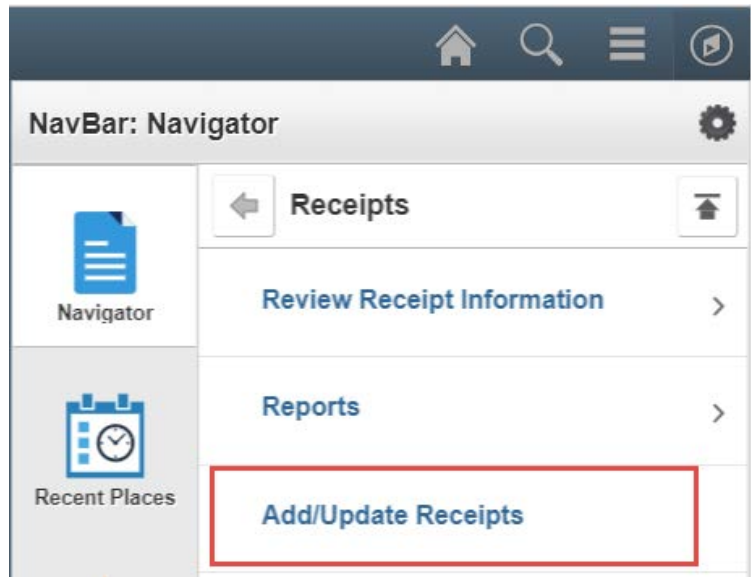 NavBar: Navigator
Receipts
Navigator
Review Receipt Information
Reports
Recent Places
Add/Update Receipts